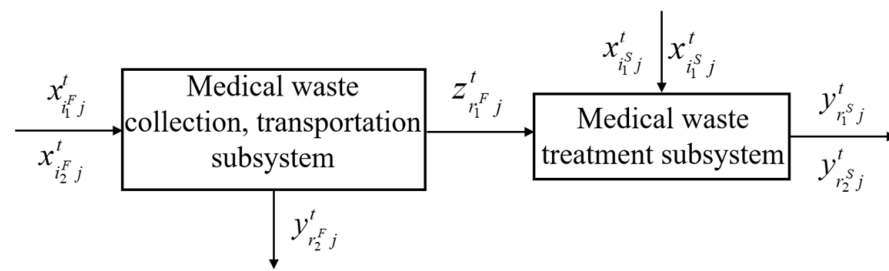 x^t_{i_1^F j}
x^t_{i_2^F j}
Medical waste
collection, transportation
subsystem
y^t_{r_2^F j}
z^t_{r_1^F j}
x^t_{i_1^S j} x^t_{i_1^S j}
Medical waste
treatment subsystem
y^t_{r_1^S j}
y^t_{r_2^S j}